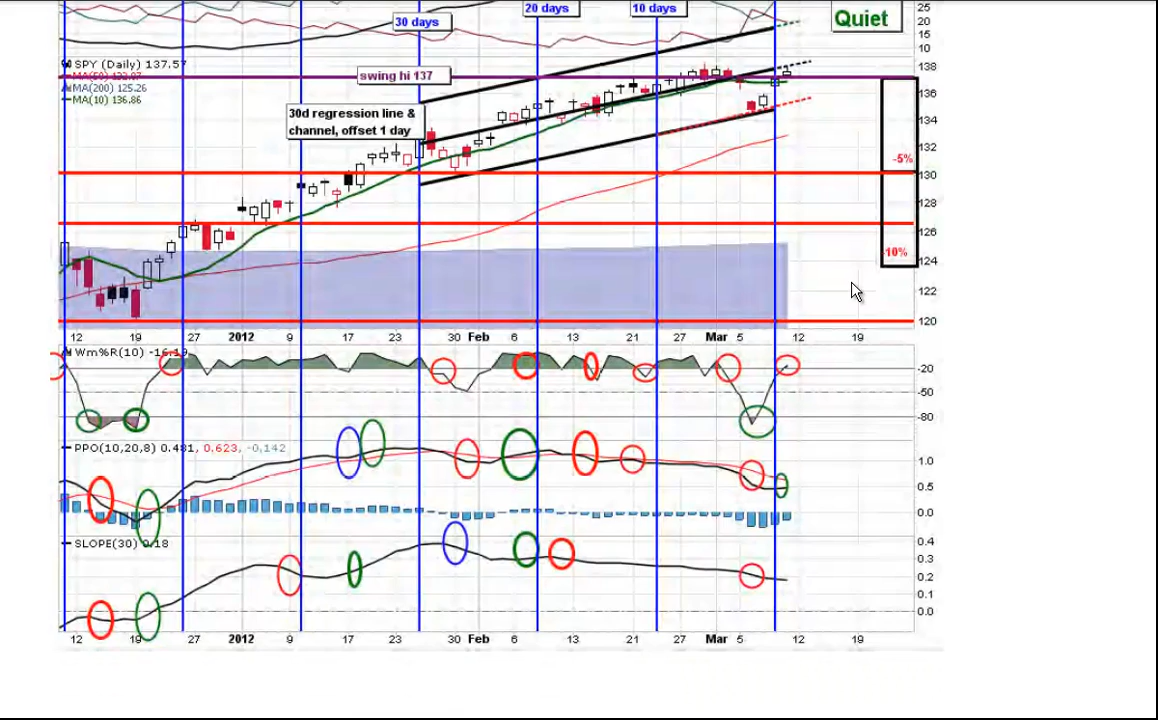 20 days
10 days
30 days
Quiet
25
20
15
10
SPY (Daily) 137.57
MA(200) 125.26
MA(10) 136.86
swing hi 137
30d regression line &
channel, offset 1 day
138
136
134
132
130
128
126
124
122
120
-5%
-10%
12 19 27 2012 9 17 23 30 Feb 6 13 21 27 Mar 5 12 19
Wm%R(10) -16.19
-20
-50
-80
PPO(10,20,8) 0.481, 0.623, -0.142
1.0
0.5
0.0
SLOPE(30) 0.18
0.4
0.3
0.2
0.1
0.0
12 19 27 2012 9 17 23 30 Feb 6 13 21 27 Mar 5 12 19